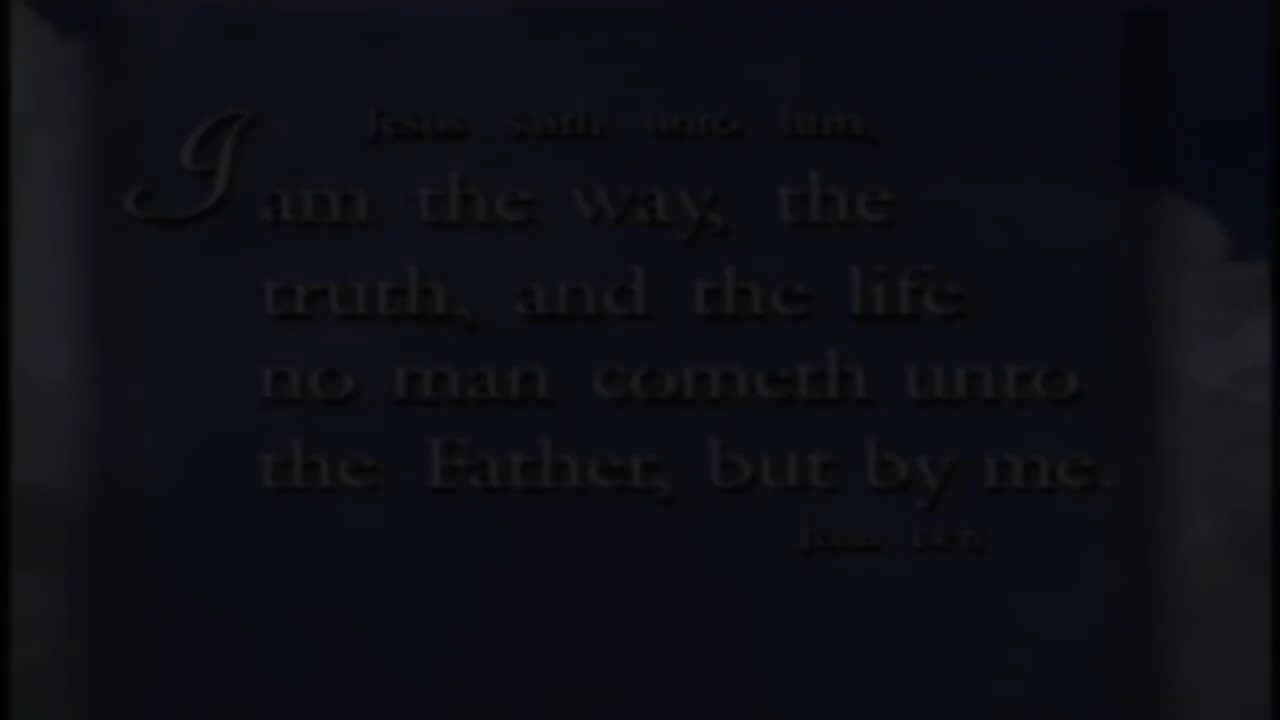 Jesus saith unto him,
I am the way, the
truth, and the life.
no man cometh unto
the Father, but by me.
John 14:6